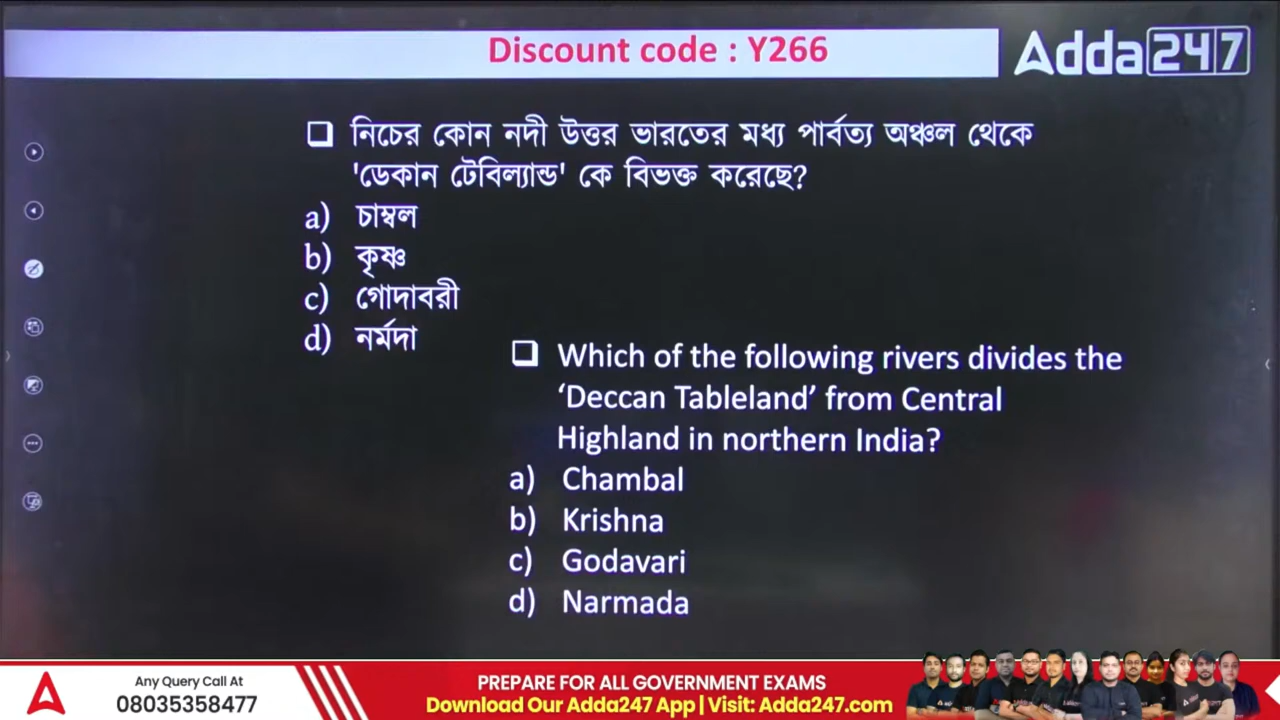 Discount code : Y266
Adda247
নিচের কোন নদী উত্তর ভারতের মধ্য পার্বত্য অঞ্চল থেকে
'ডেকান টেবিল্যান্ড' কে বিভক্ত করেছে?
a) চাম্বল
b) কৃষ্ণ
c) গোদাবরী
d) নর্মদা
Which of the following rivers divides the
‘Deccan Tableland’ from Central
Highland in northern India?
a) Chambal
b) Krishna
c) Godavari
d) Narmada
Any Query Call At
08035358477
PREPARE FOR ALL GOVERNMENT EXAMS
Download Our Adda247 App | Visit: Adda247.com